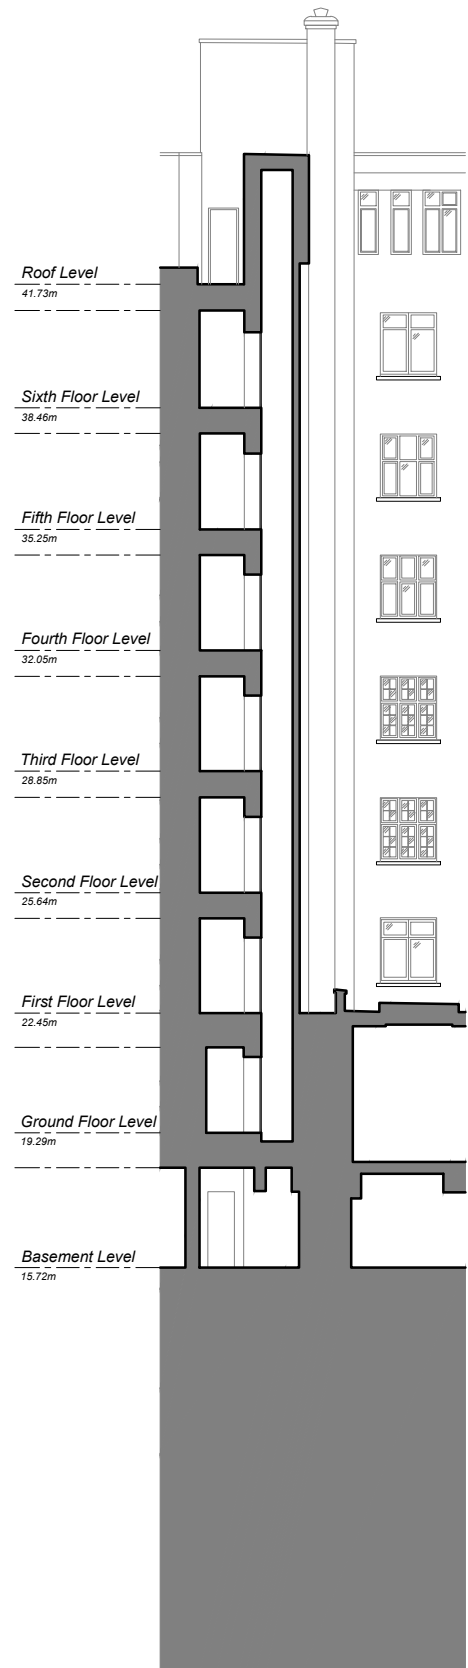 Roof Level
41.73m
Sixth Floor Level
38.46m
Fifth Floor Level
35.25m
Fourth Floor Level
32.05m
Third Floor Level
28.85m
Second Floor Level
25.64m
First Floor Level
22.45m
Ground Floor Level
19.29m
Basement Level
15.72m